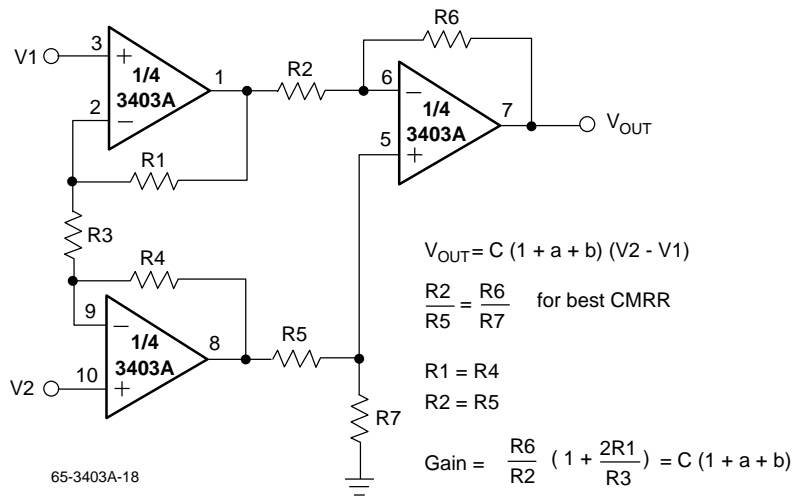 R6
V1
3
+
1/4
3403A
1
2
−
R2
6
−
1/4
3403A
7
5
+
V_OUT
R1
R3
R4
9
−
1/4
3403A
8
V2
10
+
R5
R7
V_OUT = C (1 + a + b) (V2 - V1)
R2/R5 = R6/R7 for best CMRR
R1 = R4
R2 = R5
Gain = R6/R2 ( 1 + 2R1/R3 ) = C (1 + a + b)
65-3403A-18